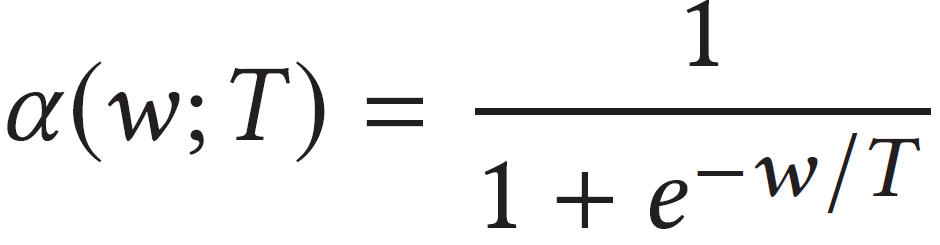 α(w; T) = 1 / (1 + e^{-w/T})